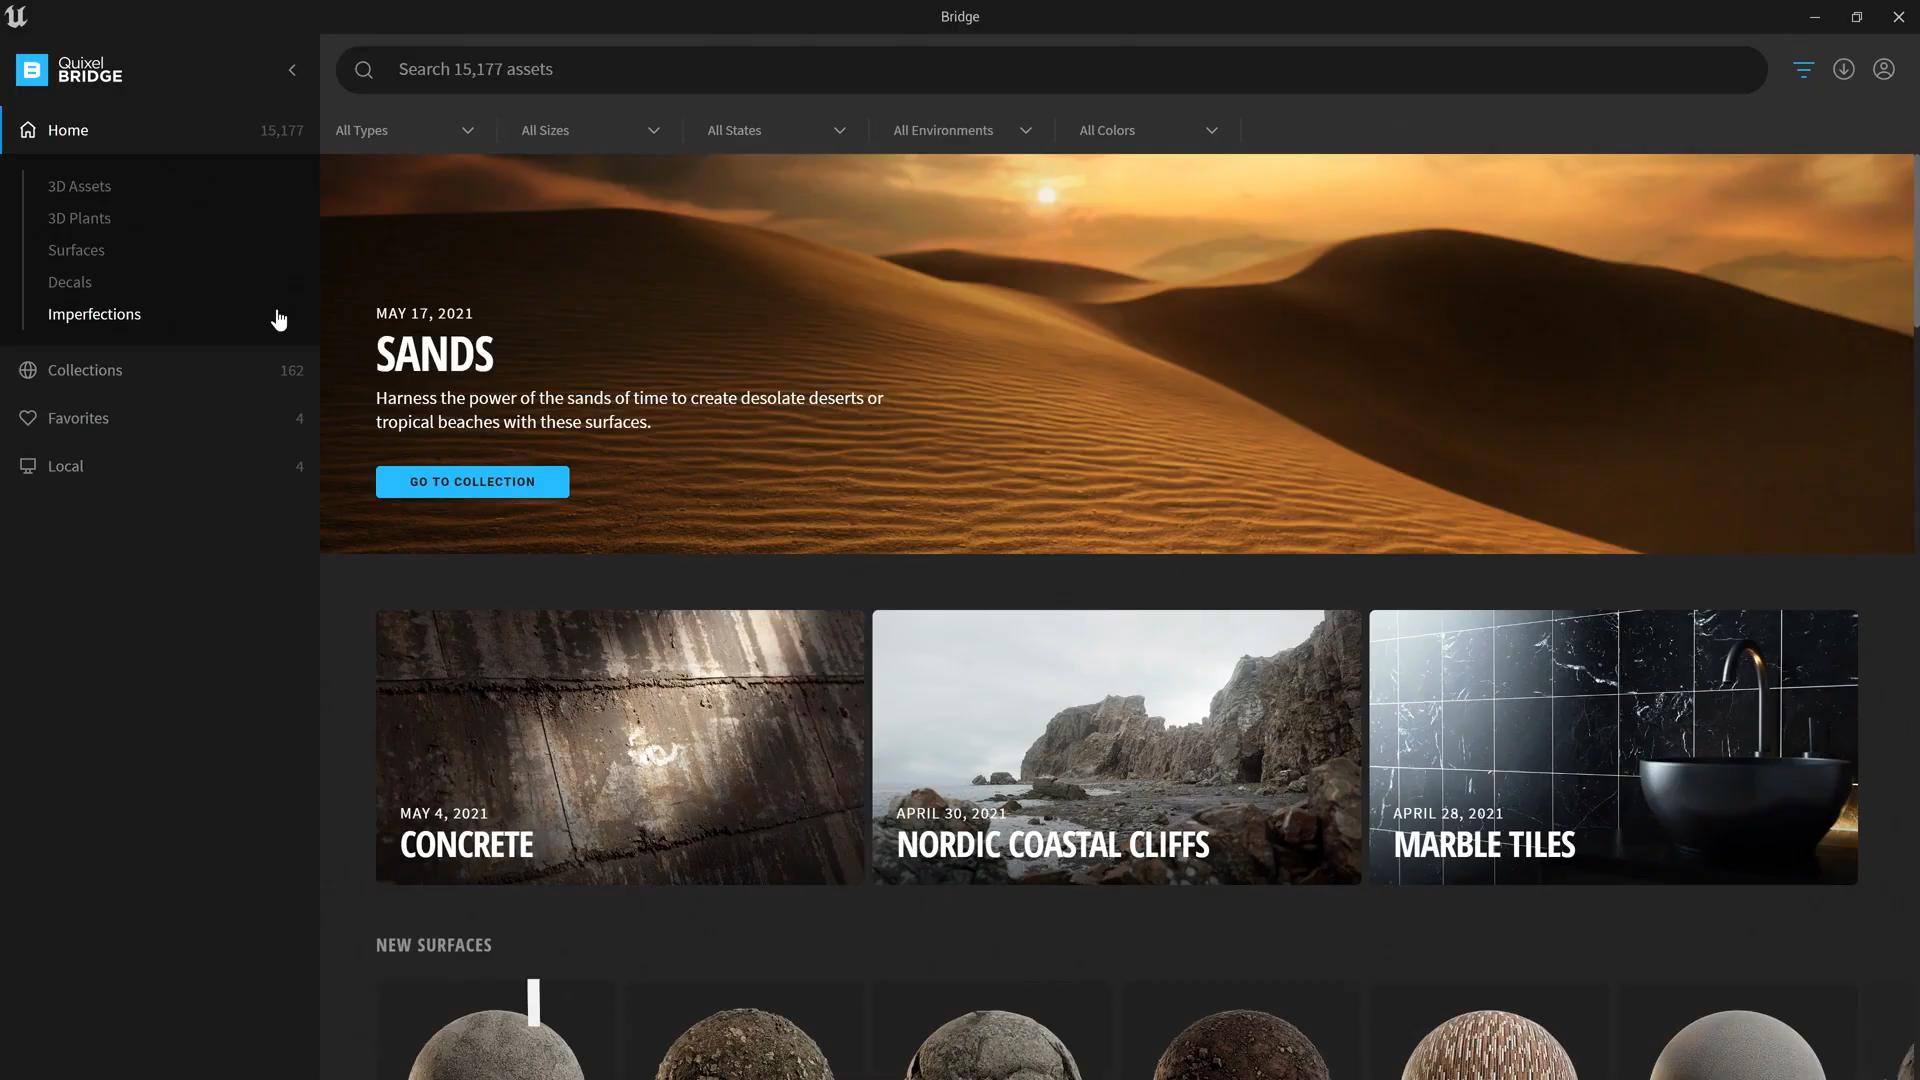 Bridge
Quixel
BRIDGE
Search 15,177 assets
Home 15,177
All Types
All Sizes
All States
All Environments
All Colors
3D Assets
3D Plants
Surfaces
Decals
Imperfections
Collections 162
Favorites 4
Local 4
MAY 17, 2021
SANDS
Harness the power of the sands of time to create desolate deserts or
tropical beaches with these surfaces.
GO TO COLLECTION
MAY 4, 2021
CONCRETE
APRIL 30, 2021
NORDIC COASTAL CLIFFS
APRIL 28, 2021
MARBLE TILES
NEW SURFACES